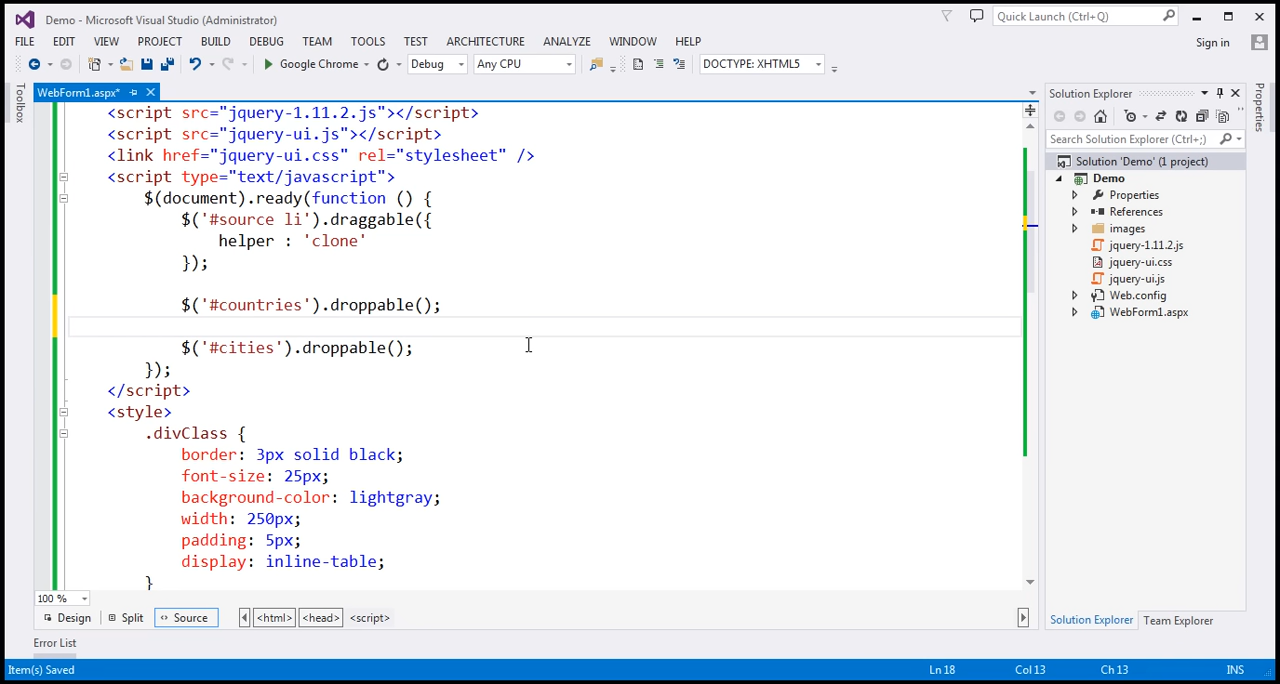 Demo - Microsoft Visual Studio (Administrator)
Quick Launch (Ctrl+Q)
FILE EDIT VIEW PROJECT BUILD DEBUG TEAM TOOLS TEST ARCHITECTURE ANALYZE WINDOW HELP
Sign in
Google Chrome Debug Any CPU DOCTYPE: XHTML5
Toolbox
WebForm1.aspx*
<script src="jquery-1.11.2.js"></script>
<script src="jquery-ui.js"></script>
<link href="jquery-ui.css" rel="stylesheet" />
<script type="text/javascript">
$(document).ready(function () {
$('#source li').draggable({
helper : 'clone'
});
$('#countries').droppable();
$('#cities').droppable();
});
</script>
<style>
.divClass {
border: 3px solid black;
font-size: 25px;
background-color: lightgray;
width: 250px;
padding: 5px;
display: inline-table;
}
100 %
Design Split Source <html> <head> <script>
Error List
Solution Explorer
Search Solution Explorer (Ctrl+;)
Solution 'Demo' (1 project)
Demo
Properties
References
images
jquery-1.11.2.js
jquery-ui.css
jquery-ui.js
Web.config
WebForm1.aspx
Solution Explorer Team Explorer
Properties
Item(s) Saved Ln 18 Col 13 Ch 13 INS